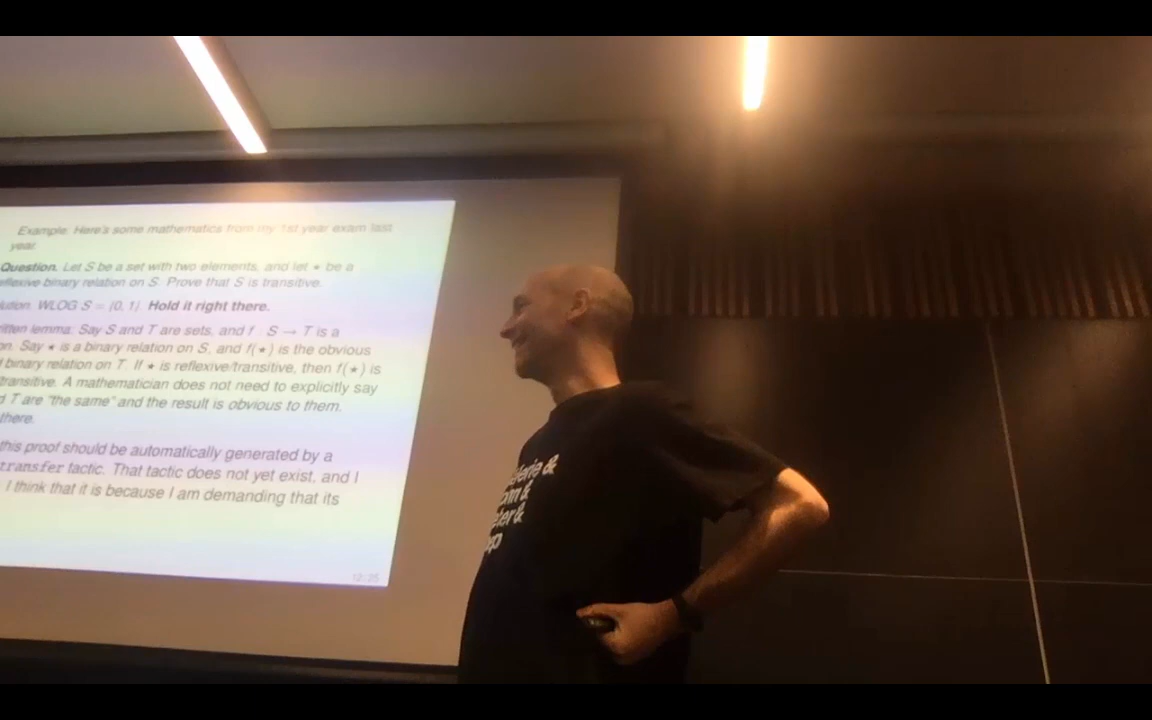 Example. Here's some mathematics from my 1st year exam last
year.
Question. Let S be a set with two elements, and let ⋆ be a
reflexive binary relation on S. Prove that S is transitive.
WLOG S = {0, 1}. Hold it right there.
lemma: Say S and T are sets, and f : S → T is a
Say ⋆ is a binary relation on S, and f(⋆) is the obvious
binary relation on T. If ⋆ is reflexive/transitive, then f(⋆) is
transitive. A mathematician does not need to explicitly say
T are "the same" and the result is obvious to them.
there.
this proof should be automatically generated by a
transfer tactic. That tactic does not yet exist, and I
I think that it is because I am demanding that its
12:25
&
&
&